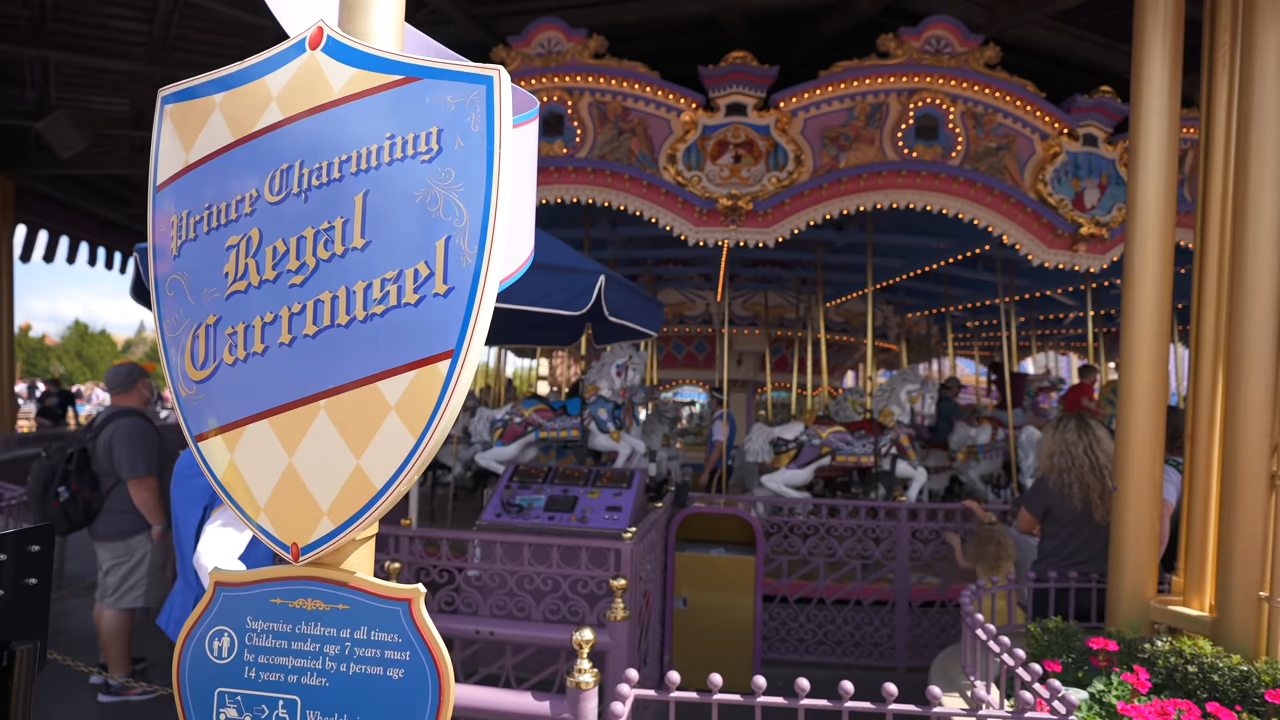 Prince Charming
Regal
Carrousel
Supervise children at all times.
Children under age 7 years must
be accompanied by a person age
14 years or older.